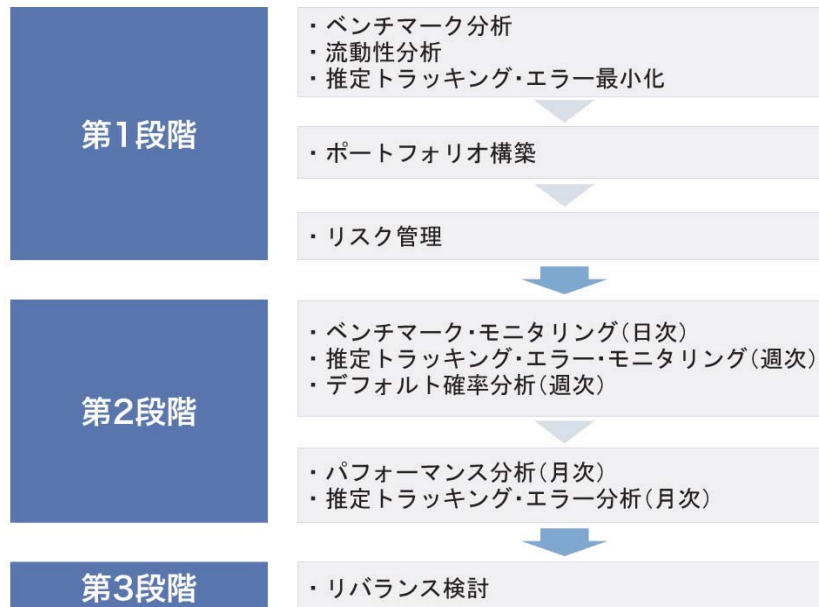 第1段階
・ベンチマーク分析
・流動性分析
・推定トラッキング・エラー最小化
・ポートフォリオ構築
・リスク管理
第2段階
・ベンチマーク・モニタリング(日次)
・推定トラッキング・エラー・モニタリング(週次)
・デフォルト確率分析(週次)
・パフォーマンス分析(月次)
・推定トラッキング・エラー分析(月次)
第3段階
・リバランス検討